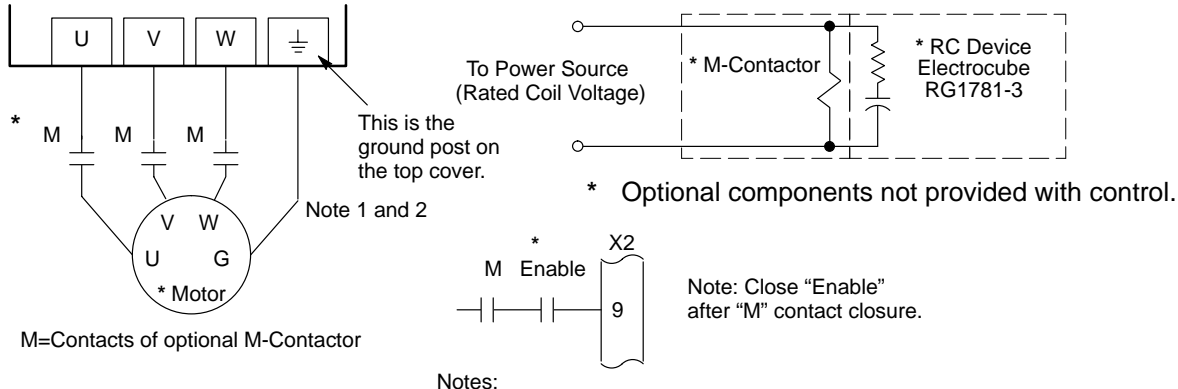 U V W
* M M M
This is the
ground post on
the top cover.
Note 1 and 2
V W
U G
* Motor
M=Contacts of optional M-Contactor
To Power Source
(Rated Coil Voltage)
* M-Contactor
* RC Device
Electrocube
RG1781-3
* Optional components not provided with control.
* X2
M Enable
9
Note: Close “Enable”
after “M” contact closure.
Notes: